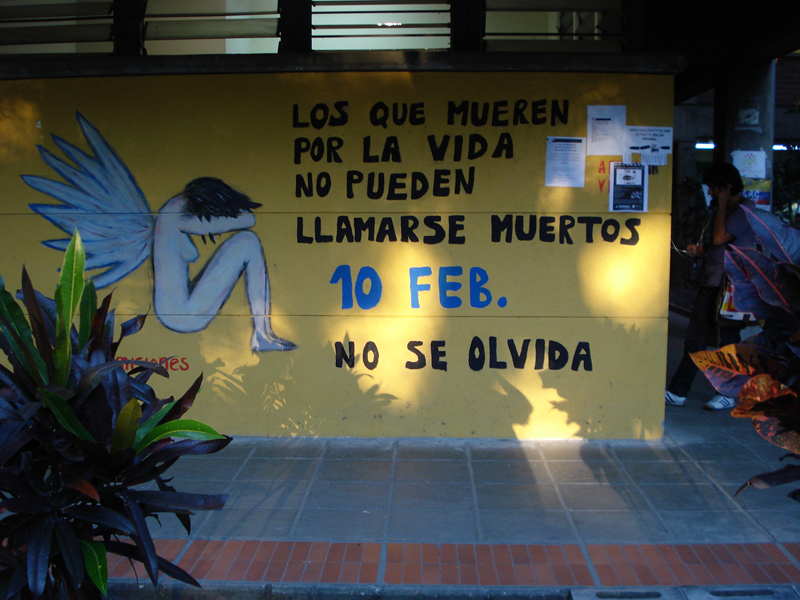 LOS QUE MUEREN
POR LA VIDA
NO PUEDEN
LLAMARSE MUERTOS
10 FEB.
NO SE OLVIDA